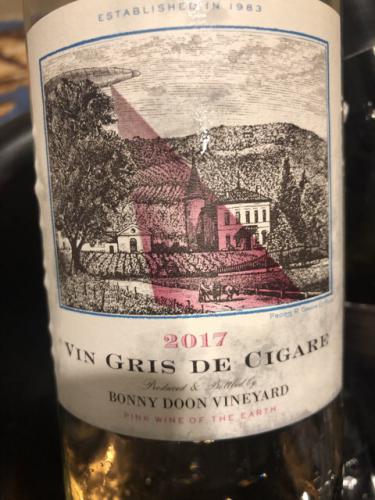 ESTABLISHED IN 1983
2017
VIN GRIS DE CIGARE
Produced & Bottled by
BONNY DOON VINEYARD
PINK WINE OF THE EARTH